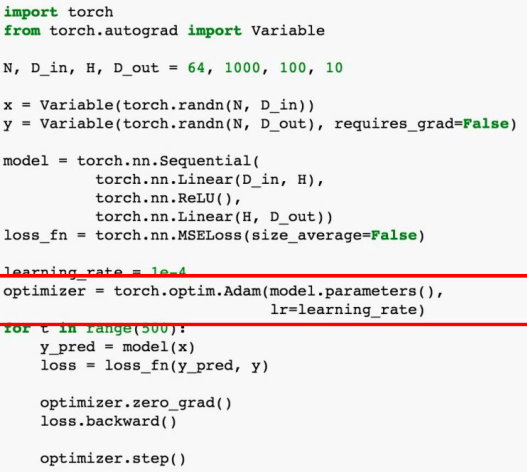 import torch
from torch.autograd import Variable
N, D_in, H, D_out = 64, 1000, 100, 10
x = Variable(torch.randn(N, D_in))
y = Variable(torch.randn(N, D_out), requires_grad=False)
model = torch.nn.Sequential(
torch.nn.Linear(D_in, H),
torch.nn.ReLU(),
torch.nn.Linear(H, D_out))
loss_fn = torch.nn.MSELoss(size_average=False)
learning_rate = 1e-4
optimizer = torch.optim.Adam(model.parameters(),
lr=learning_rate)
for t in range(500):
y_pred = model(x)
loss = loss_fn(y_pred, y)
optimizer.zero_grad()
loss.backward()
optimizer.step()